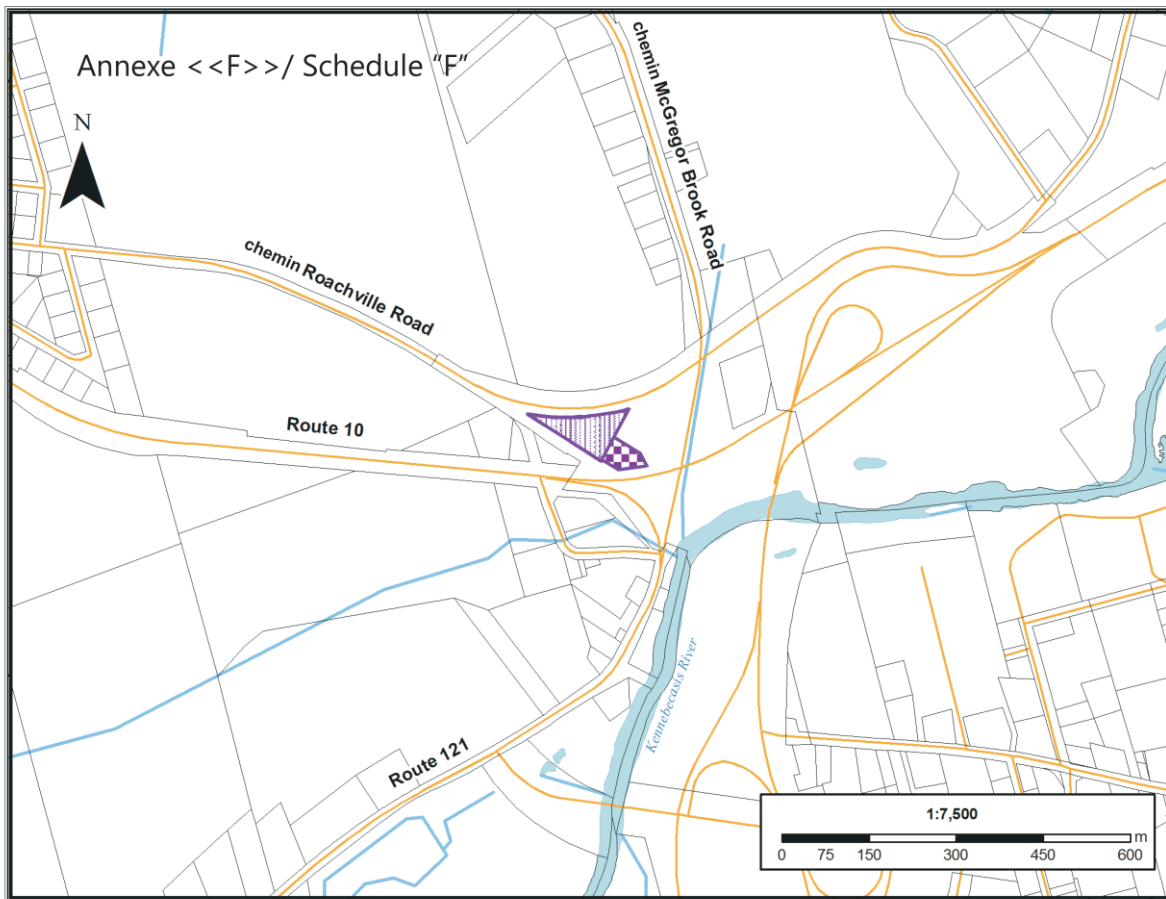 Annexe <<F>>/ Schedule "F"
N
chemin McGregor Brook Road
chemin Roachville Road
Route 10
Kennebecasis River
Route 121
1:7,500
0 75 150 300 450 600 m